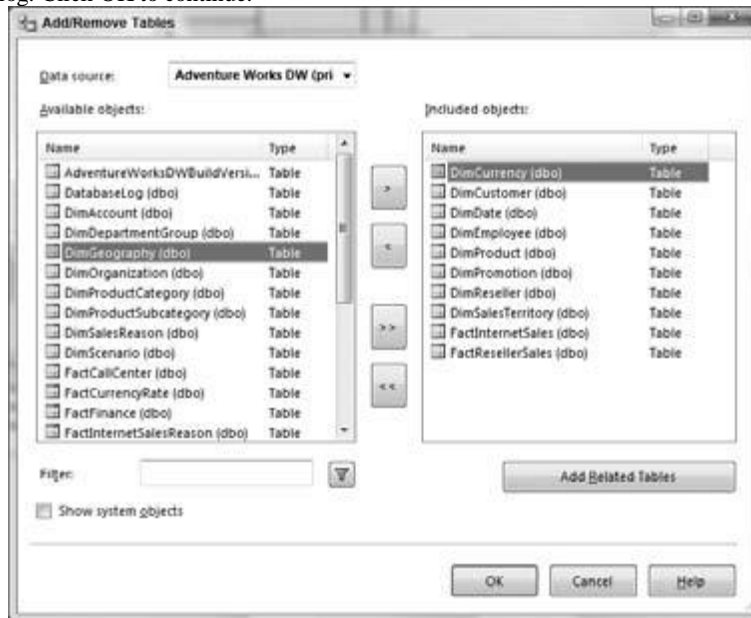 log. Click OK to continue.
Add/Remove Tables
Data source: Adventure Works DW (pri
Available objects:
Included objects:
Name Type
AdventureWorksDWBuildVersi... Table
DatabaseLog (dbo) Table
DimAccount (dbo) Table
DimDepartmentGroup (dbo) Table
DimGeography (dbo) Table
DimOrganization (dbo) Table
DimProductCategory (dbo) Table
DimProductSubcategory (dbo) Table
DimSalesReason (dbo) Table
DimScenario (dbo) Table
FactCallCenter (dbo) Table
FactCurrencyRate (dbo) Table
FactFinance (dbo) Table
FactInternetSalesReason (dbo) Table
>
<
>>
<<
Name Type
DimCurrency (dbo) Table
DimCustomer (dbo) Table
DimDate (dbo) Table
DimEmployee (dbo) Table
DimProduct (dbo) Table
DimPromotion (dbo) Table
DimReseller (dbo) Table
DimSalesTerritory (dbo) Table
FactInternetSales (dbo) Table
FactResellerSales (dbo) Table
Filter:
Add Related Tables
Show system objects
OK Cancel Help